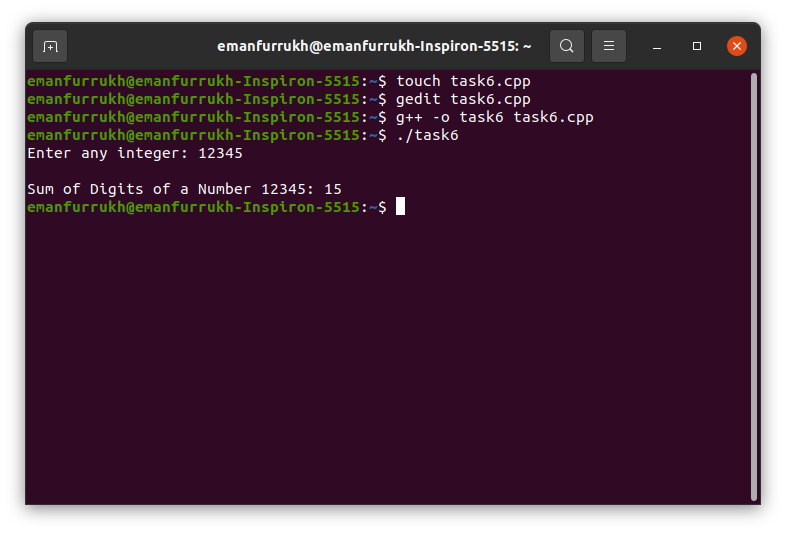 emanfurrukh@emanfurrukh-Inspiron-5515: ~
emanfurrukh@emanfurrukh-Inspiron-5515:~$ touch task6.cpp
emanfurrukh@emanfurrukh-Inspiron-5515:~$ gedit task6.cpp
emanfurrukh@emanfurrukh-Inspiron-5515:~$ g++ -o task6 task6.cpp
emanfurrukh@emanfurrukh-Inspiron-5515:~$ ./task6
Enter any integer: 12345
Sum of Digits of a Number 12345: 15
emanfurrukh@emanfurrukh-Inspiron-5515:~$